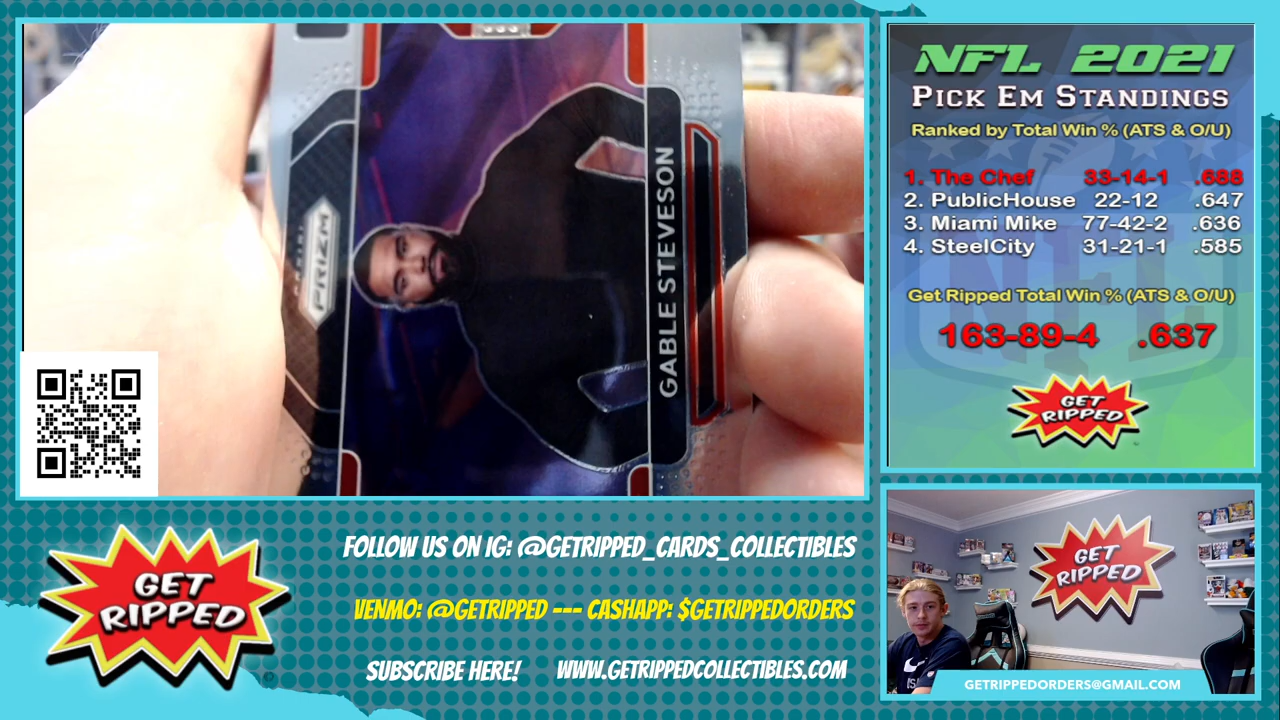 PRIZM
GABLE STEVESON
NFL 2021
PICK EM STANDINGS
Ranked by Total Win % (ATS & O/U)
1. The Chef 33-14-1 .688
2. PublicHouse 22-12 .647
3. Miami Mike 77-42-2 .636
4. SteelCity 31-21-1 .585
Get Ripped Total Win % (ATS & O/U)
163-89-4 .637
GET
RIPPED
GET
RIPPED
FOLLOW US ON IG: @GETRIPPED_CARDS_COLLECTIBLES
VENMO: @GETRIPPED --- CASHAPP: $GETRIPPEDORDERS
SUBSCRIBE HERE! WWW.GETRIPPEDCOLLECTIBLES.COM
GET
RIPPED
GETRIPPEDORDERS@GMAIL.COM